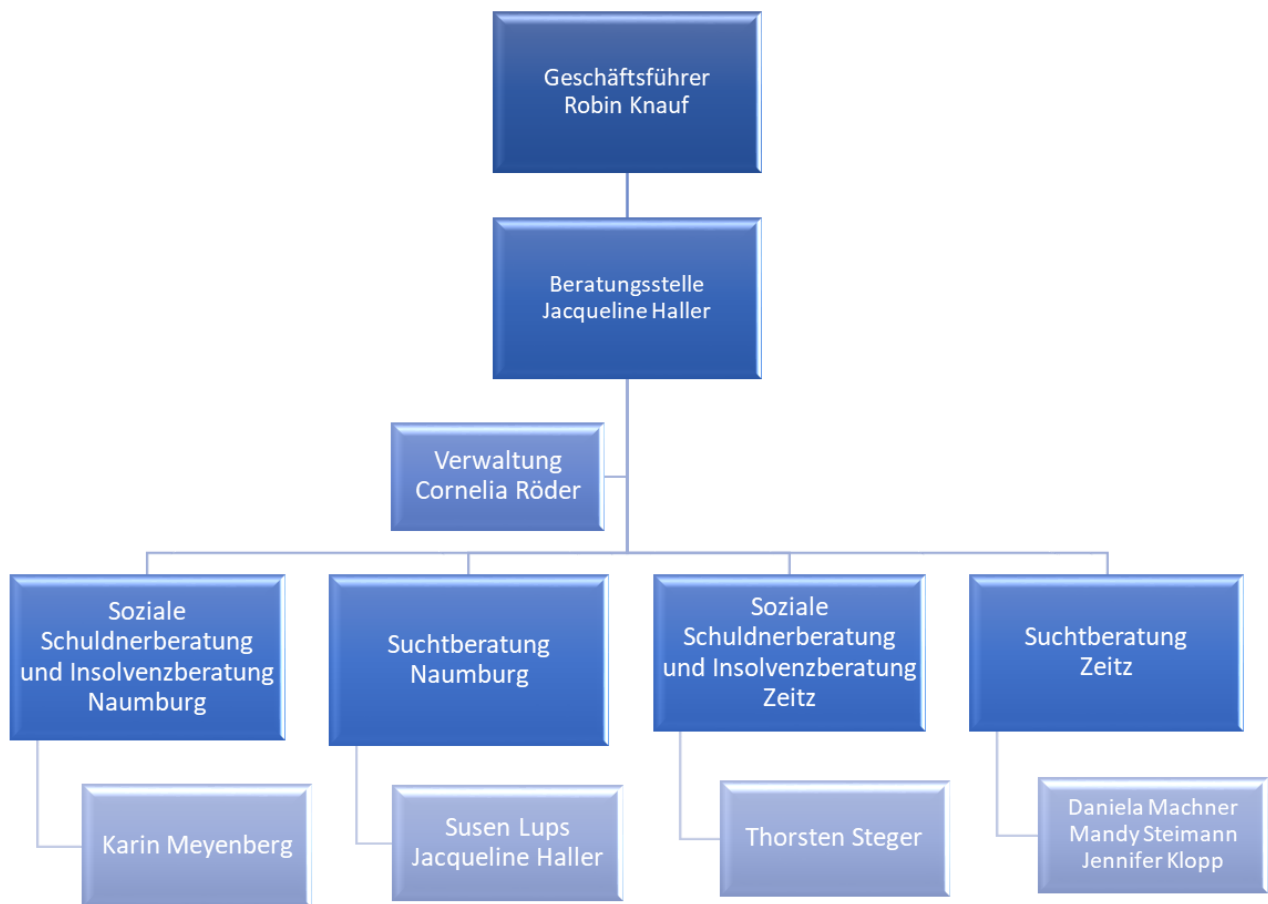 Geschäftsführer
Robin Knauf
Beratungsstelle
Jacqueline Haller
Verwaltung
Cornelia Röder
Soziale
Schuldnerberatung
und Insolvenzberatung
Naumburg
Suchtberatung
Naumburg
Soziale
Schuldnerberatung
und Insolvenzberatung
Zeitz
Suchtberatung
Zeitz
Karin Meyenberg
Susen Lups
Jacqueline Haller
Thorsten Steger
Daniela Machner
Mandy Steimann
Jennifer Klopp